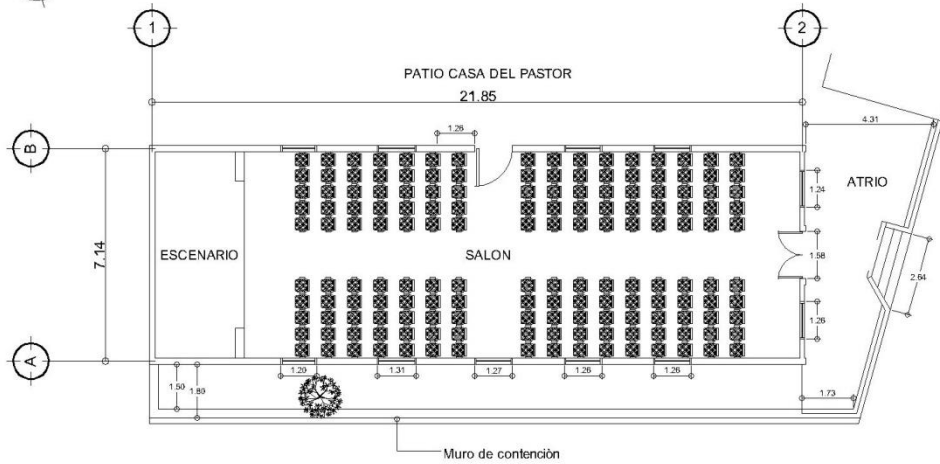 1
2
PATIO CASA DEL PASTOR
21.85
4.31
1.26
B
ATRIO
1.24
7.14
ESCENARIO
SALON
1.58
2.64
1.26
A
1.20
1.31
1.27
1.26
1.26
1.50
1.80
1.73
Muro de contenciòn